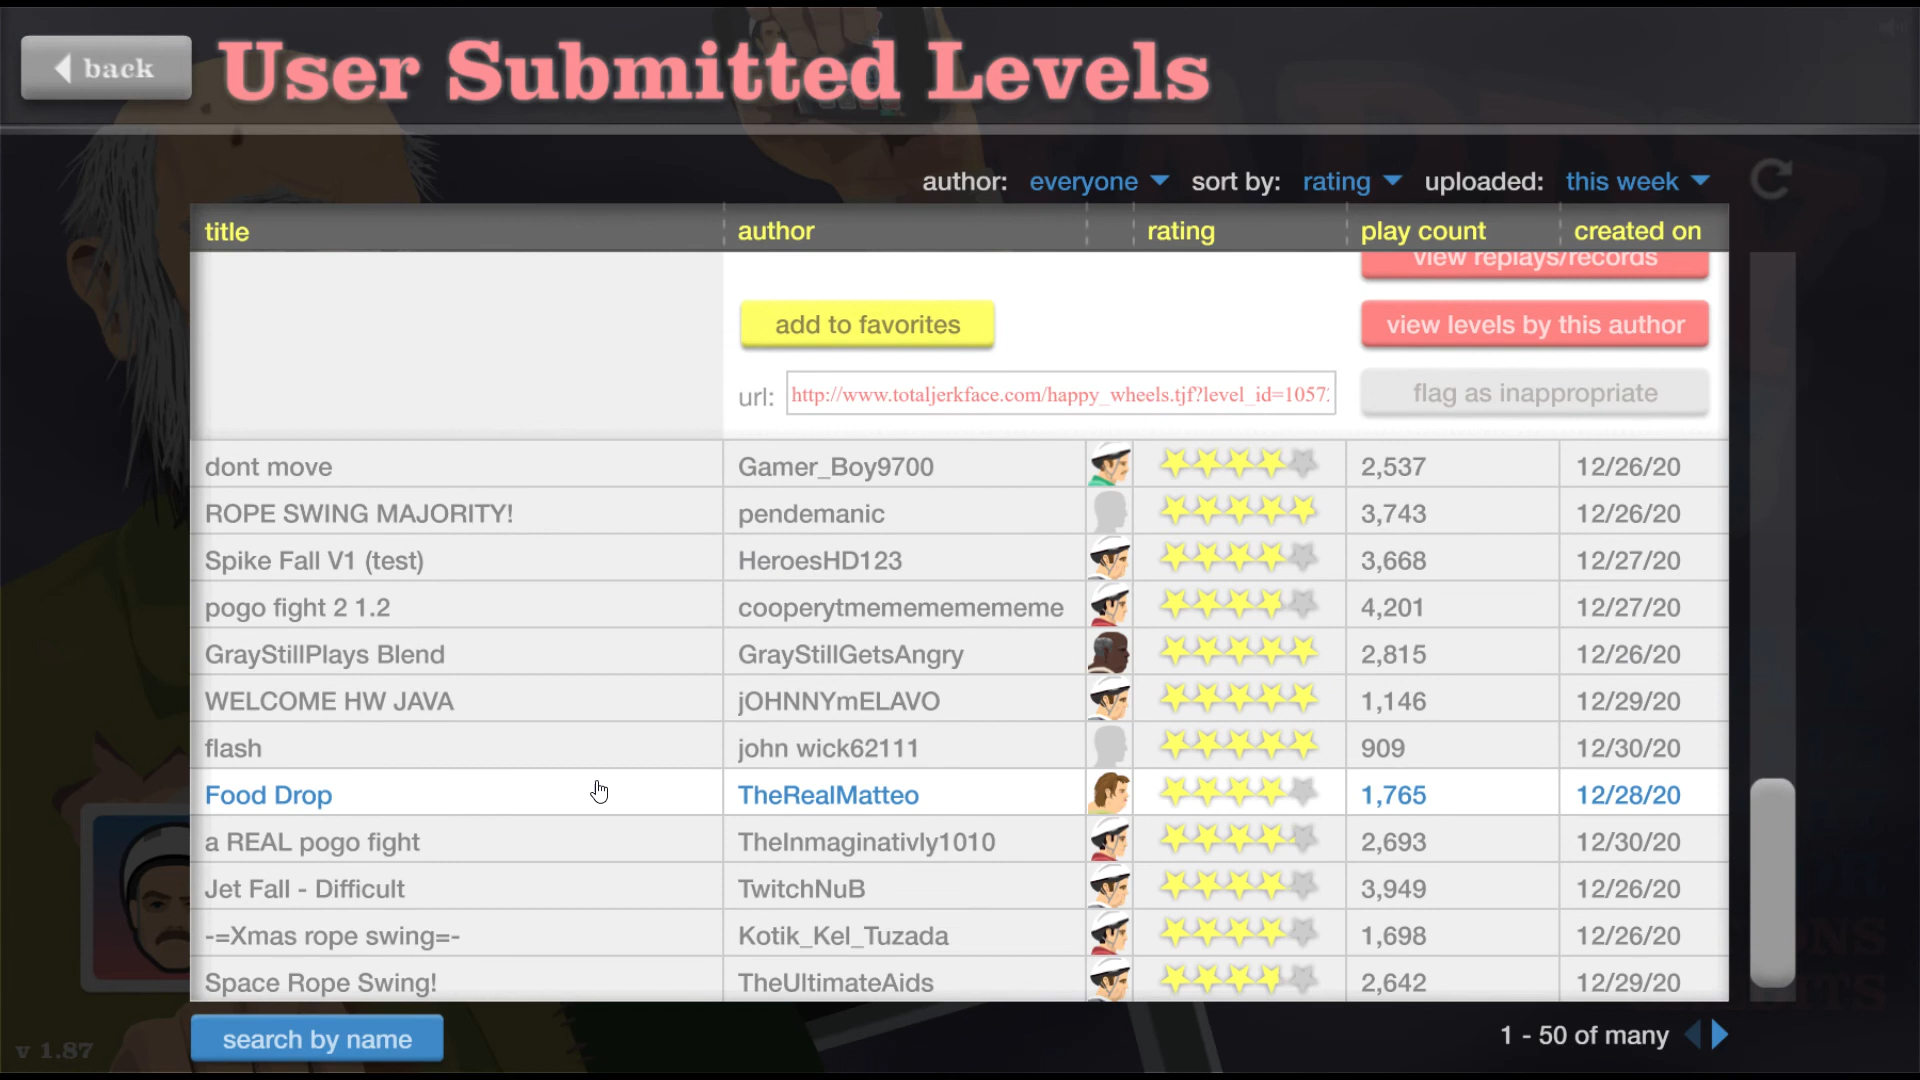 back
User Submitted Levels
author: everyone sort by: rating uploaded: this week
title author rating play count created on
view replays/records
add to favorites view levels by this author
url: http://www.totaljerkface.com/happy_wheels.tjf?level_id=1057 flag as inappropriate
dont move Gamer_Boy9700 2,537 12/26/20
ROPE SWING MAJORITY! pendemanic 3,743 12/26/20
Spike Fall V1 (test) HeroesHD123 3,668 12/27/20
pogo fight 2 1.2 cooperytmemememememe 4,201 12/27/20
GrayStillPlays Blend GrayStillGetsAngry 2,815 12/26/20
WELCOME HW JAVA jOHNNYmELAVO 1,146 12/29/20
flash john wick62111 909 12/30/20
Food Drop TheRealMatteo 1,765 12/28/20
a REAL pogo fight TheInmaginativly1010 2,693 12/30/20
Jet Fall - Difficult TwitchNuB 3,949 12/26/20
-=Xmas rope swing=- Kotik_Kel_Tuzada 1,698 12/26/20
Space Rope Swing! TheUltimateAids 2,642 12/29/20
search by name 1 - 50 of many
v 1.87